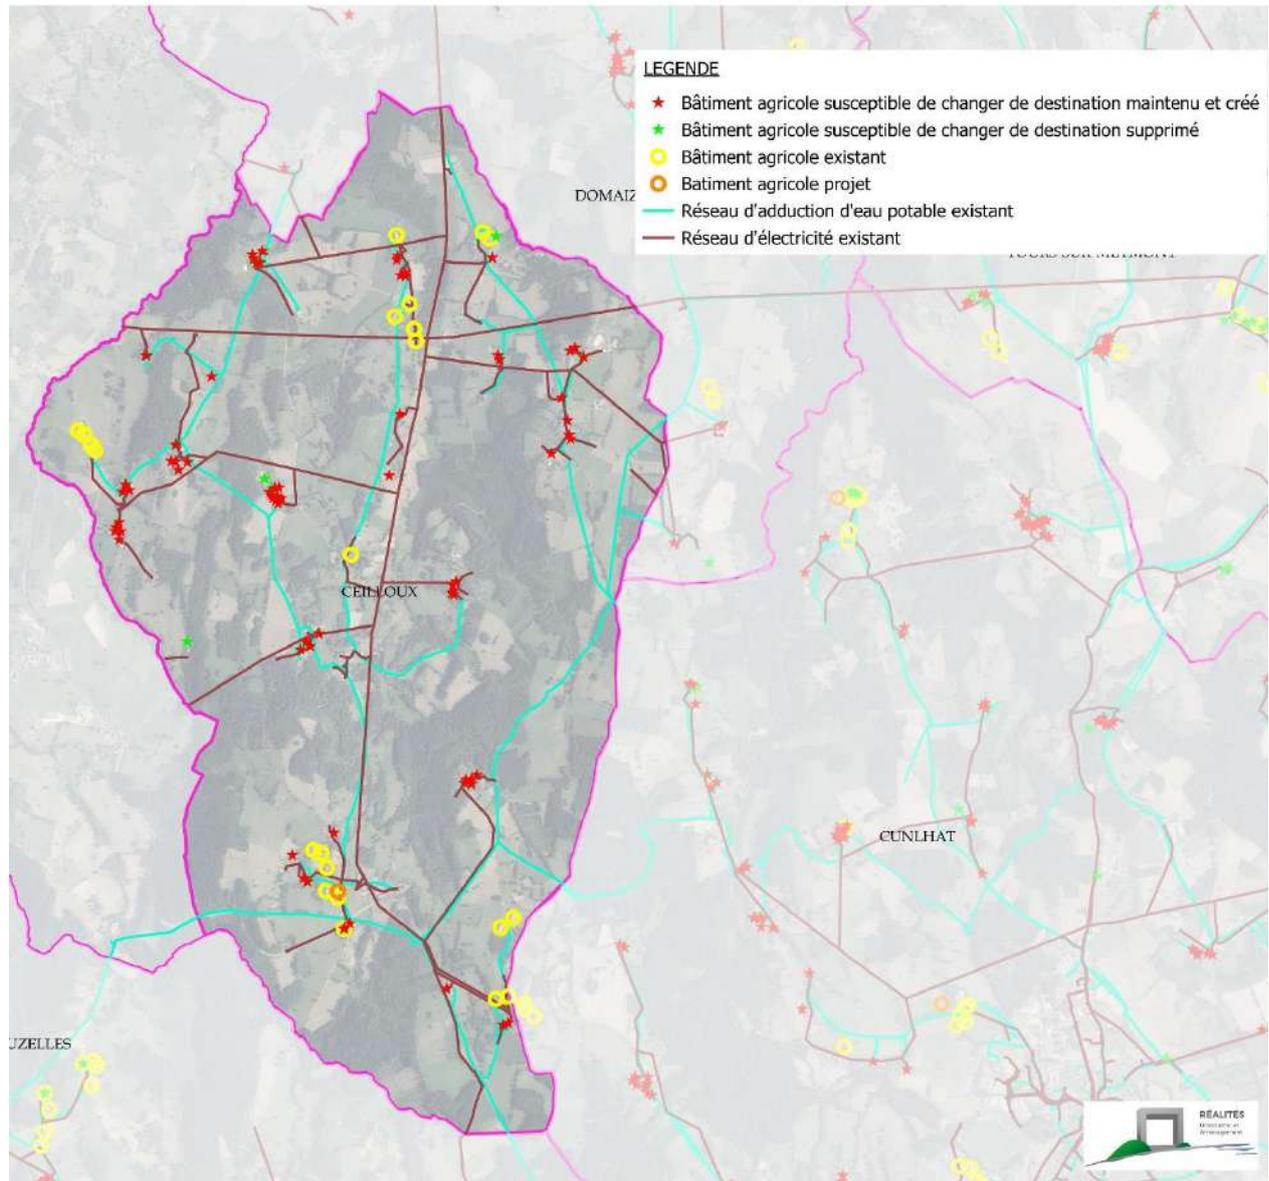 LEGENDE
Bâtiment agricole susceptible de changer de destination maintenu et créé
Bâtiment agricole susceptible de changer de destination supprimé
Bâtiment agricole existant
Batiment agricole projet
Réseau d'adduction d'eau potable existant
Réseau d'électricité existant
DOMAIZ
CEILLOUX
CUNLHAT
UZELLES
RÉALITÉS